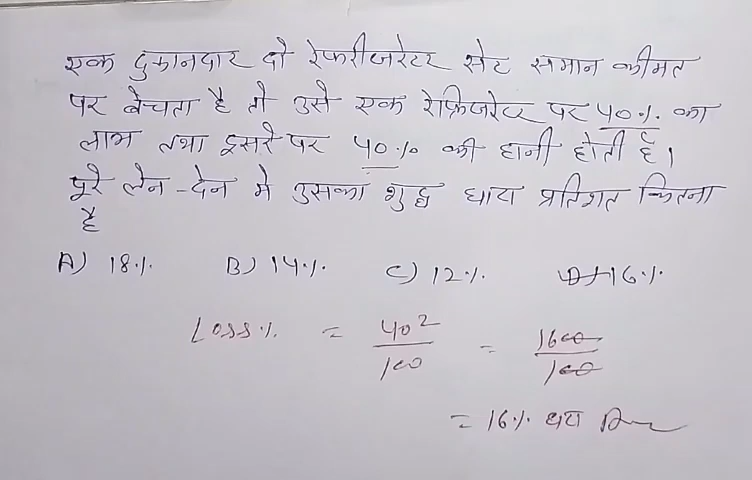 एक दुकानदार दो रेफरीजरेटर सेट समान कीमत
पर बेचता है तो उसे एक रेफ्रिजरेटर पर 40% का
लाभ तथा दूसरे पर 40% की हानी होती है।
पूरे लेन-देन मे उसका शुद्ध घाटा प्रतिशत कितना
है
A) 18% B) 14% C) 12% D) 16%
Loss% = 40² / 100 = 1600 / 100
= 16% घाटा